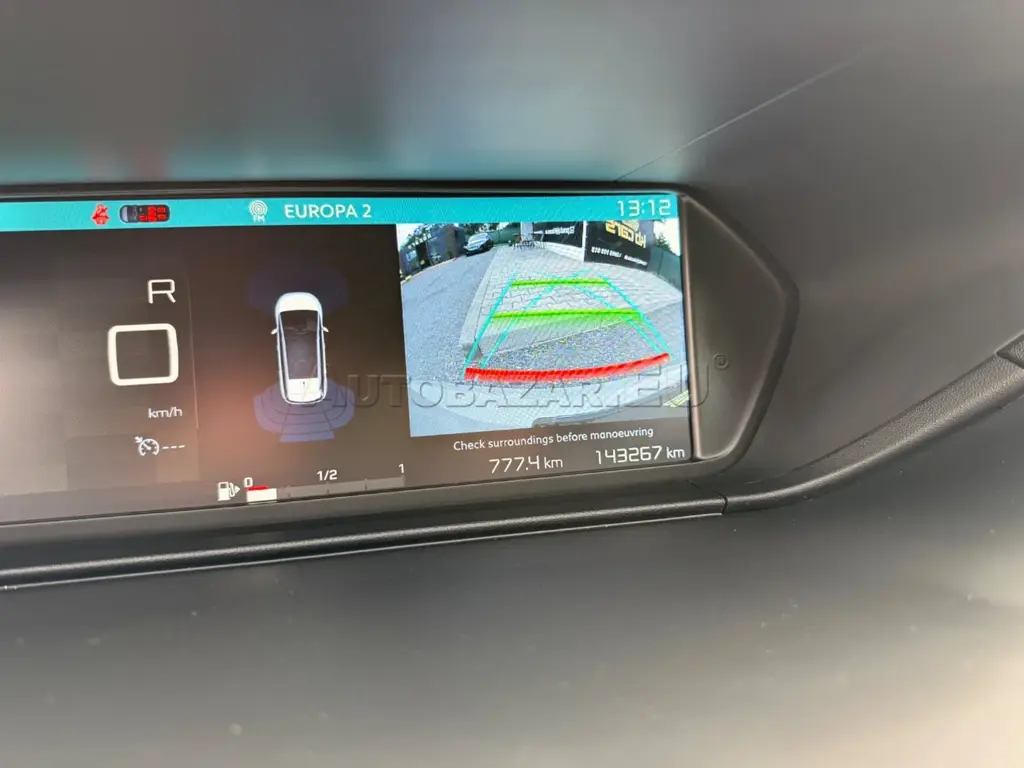 FM
EUROPA 2
13:12
R
km/h
---
0
1/2
1
AUTOBAZAR.EU
Check surroundings before manoeuvring
777.4 km
143267 km